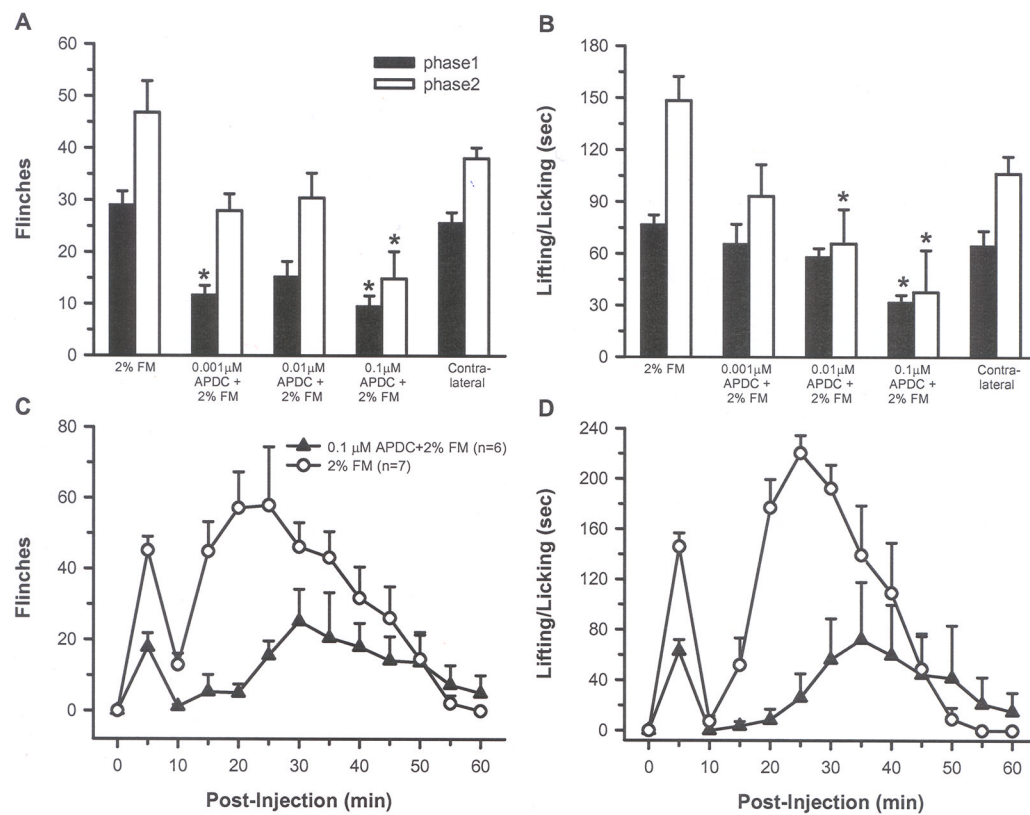 A
60
50
40
30
20
10
0
Flinches
phase1
phase2
*
*
*
2% FM
0.001μM
APDC +
2% FM
0.01μM
APDC +
2% FM
0.1μM
APDC +
2% FM
Contra-
lateral
B
180
150
120
90
60
30
0
Lifting/Licking (sec)
*
*
*
2% FM
0.001μM
APDC +
2% FM
0.01μM
APDC +
2% FM
0.1μM
APDC +
2% FM
Contra-
lateral
C
80
60
40
20
0
Flinches
0.1 μM APDC+2% FM (n=6)
2% FM (n=7)
0 10 20 30 40 50 60
Post-Injection (min)
D
240
200
160
120
80
40
0
Lifting/Licking (sec)
0 10 20 30 40 50 60
Post-Injection (min)